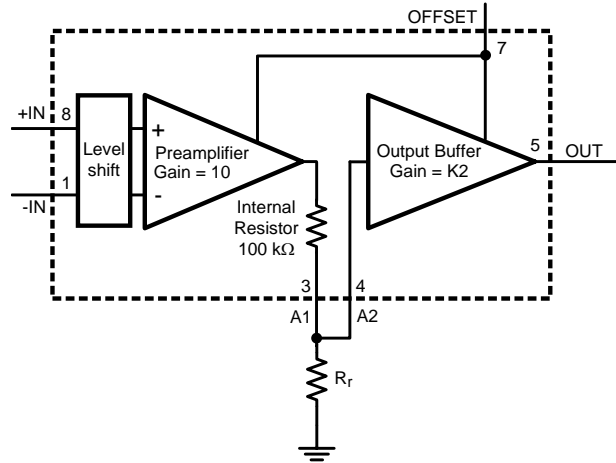 OFFSET
7
+IN 8
Level
shift
1
-IN
+
-
Preamplifier
Gain = 10
Output Buffer
Gain = K2
5 OUT
Internal
Resistor
100 kΩ
3 4
A1 A2
Rr